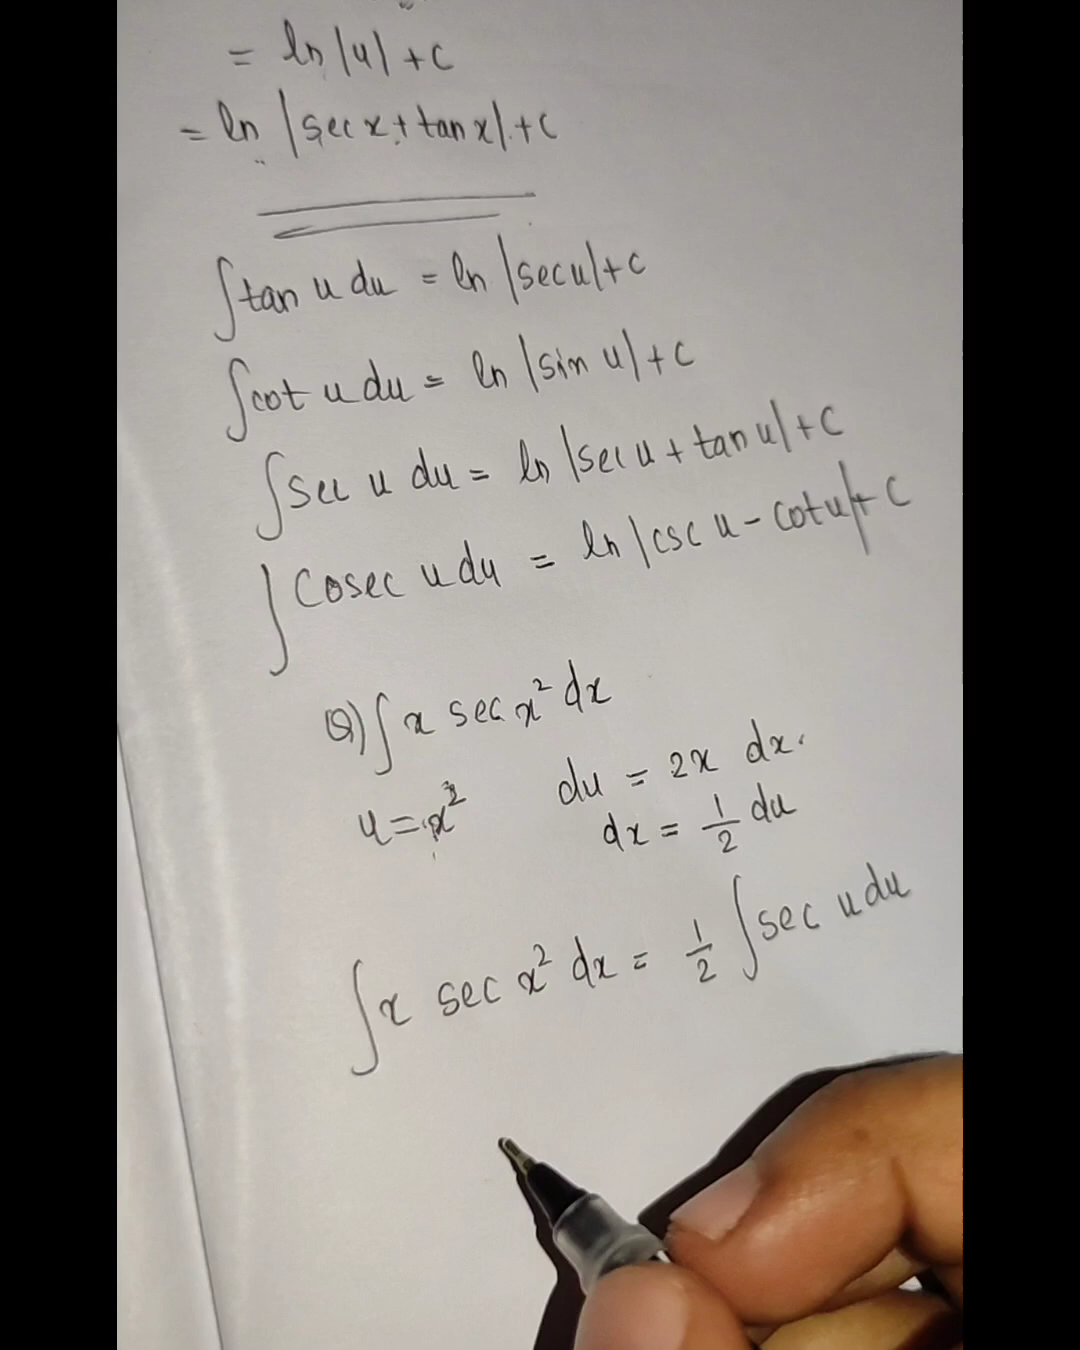 = ln |u| + c
= ln |sec x + tan x| + c
∫tan u du = ln |sec u| + c
∫cot u du = ln |sin u| + c
∫sec u du = ln |sec u + tan u| + c
∫cosec u du = ln |csc u - cot u| + c
Q) ∫x sec x² dx
u = x² du = 2x dx.
dx = 1/2 du
∫x sec x² dx = 1/2 ∫sec u du